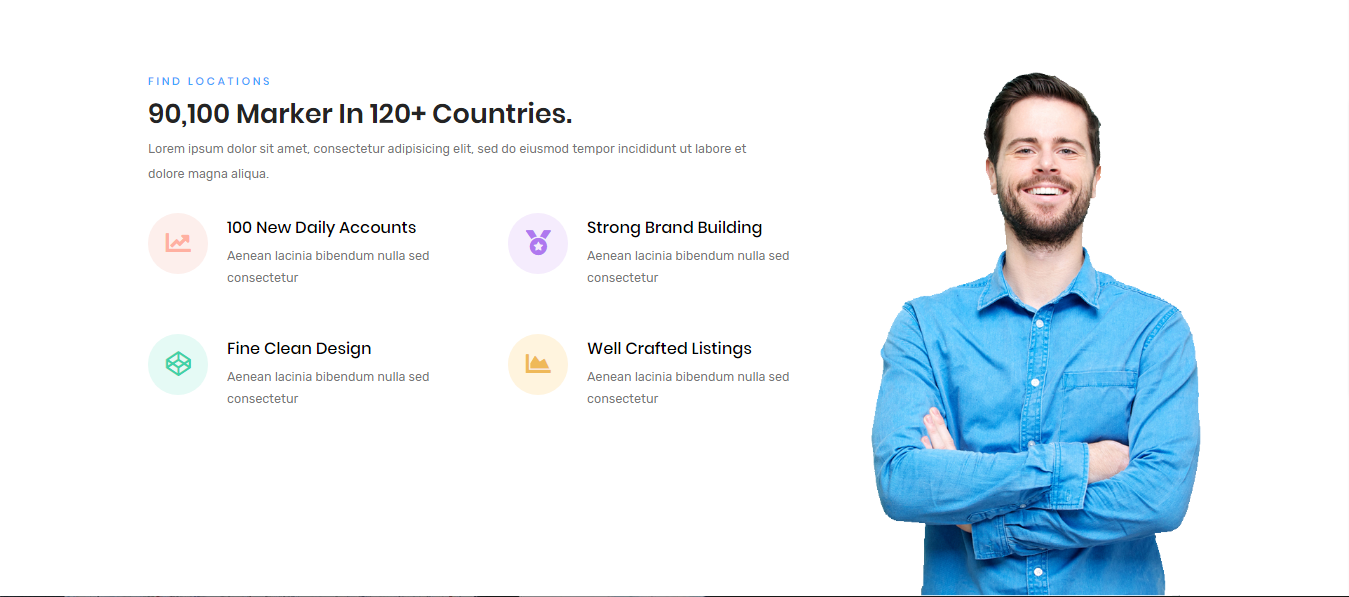 FIND LOCATIONS
90,100 Marker In 120+ Countries.
Lorem ipsum dolor sit amet, consectetur adipisicing elit, sed do eiusmod tempor incididunt ut labore et
dolore magna aliqua.
100 New Daily Accounts
Aenean lacinia bibendum nulla sed
consectetur
Strong Brand Building
Aenean lacinia bibendum nulla sed
consectetur
Fine Clean Design
Aenean lacinia bibendum nulla sed
consectetur
Well Crafted Listings
Aenean lacinia bibendum nulla sed
consectetur